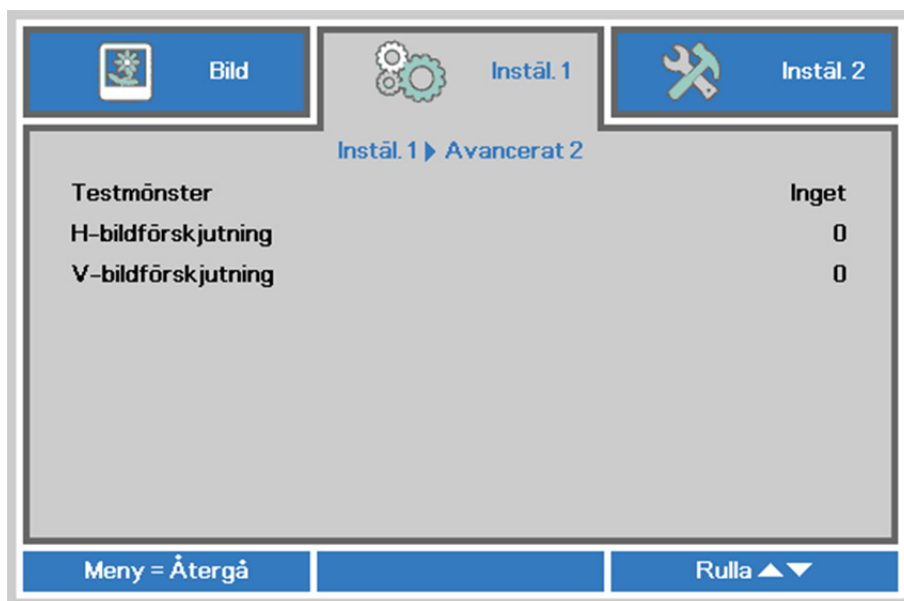 Bild
Instäl. 1
Instäl. 2
Instäl. 1 ▶ Avancerat 2
Testmönster Inget
H-bildförskjutning 0
V-bildförskjutning 0
Meny = Återgå
Rulla ▲▼